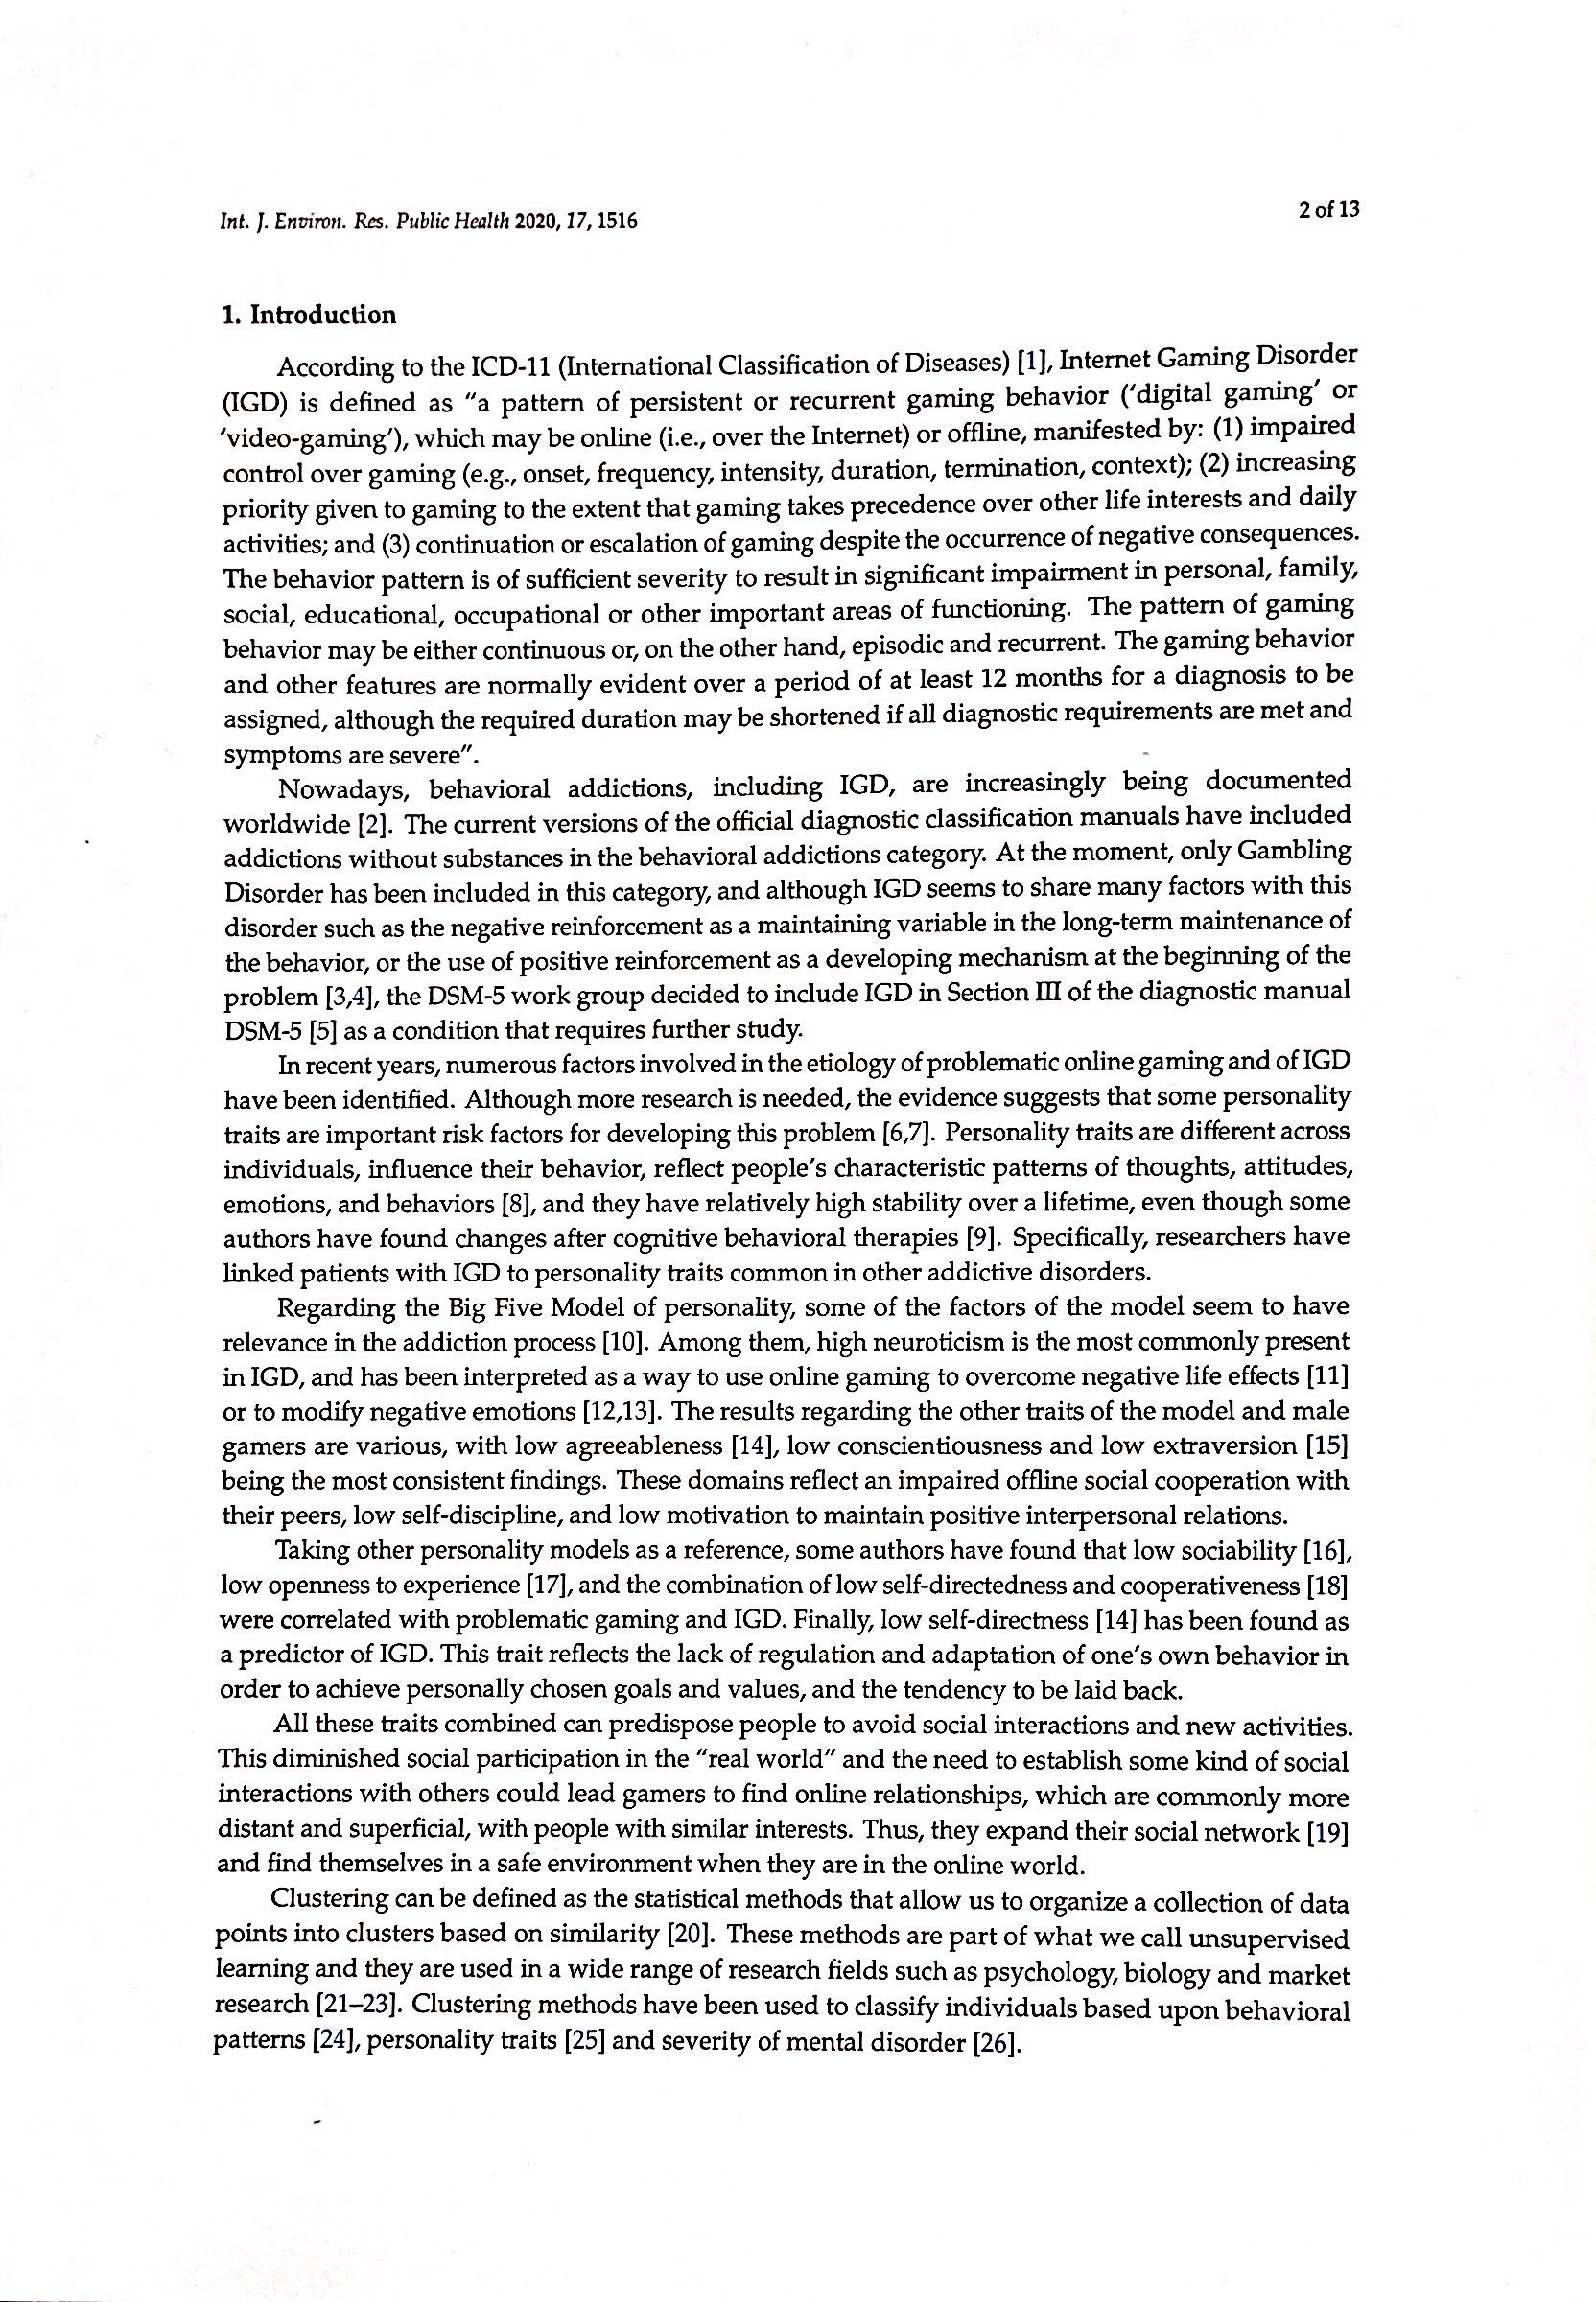 Int. J. Environ. Res. Public Health 2020, 17, 1516
2 of 13
1. Introduction
According to the ICD-11 (International Classification of Diseases) [1], Internet Gaming Disorder
(IGD) is defined as "a pattern of persistent or recurrent gaming behavior ('digital gaming' or
'video-gaming'), which may be online (i.e., over the Internet) or offline, manifested by: (1) impaired
control over gaming (e.g., onset, frequency, intensity, duration, termination, context); (2) increasing
priority given to gaming to the extent that gaming takes precedence over other life interests and daily
activities; and (3) continuation or escalation of gaming despite the occurrence of negative consequences.
The behavior pattern is of sufficient severity to result in significant impairment in personal, family,
social, educational, occupational or other important areas of functioning. The pattern of gaming
behavior may be either continuous or, on the other hand, episodic and recurrent. The gaming behavior
and other features are normally evident over a period of at least 12 months for a diagnosis to be
assigned, although the required duration may be shortened if all diagnostic requirements are met and
symptoms are severe".
Nowadays, behavioral addictions, including IGD, are increasingly being documented
worldwide [2]. The current versions of the official diagnostic classification manuals have included
addictions without substances in the behavioral addictions category. At the moment, only Gambling
Disorder has been included in this category, and although IGD seems to share many factors with this
disorder such as the negative reinforcement as a maintaining variable in the long-term maintenance of
the behavior, or the use of positive reinforcement as a developing mechanism at the beginning of the
problem [3,4], the DSM-5 work group decided to include IGD in Section III of the diagnostic manual
DSM-5 [5] as a condition that requires further study.
In recent years, numerous factors involved in the etiology of problematic online gaming and of IGD
have been identified. Although more research is needed, the evidence suggests that some personality
traits are important risk factors for developing this problem [6,7]. Personality traits are different across
individuals, influence their behavior, reflect people's characteristic patterns of thoughts, attitudes,
emotions, and behaviors [8], and they have relatively high stability over a lifetime, even though some
authors have found changes after cognitive behavioral therapies [9]. Specifically, researchers have
linked patients with IGD to personality traits common in other addictive disorders.
Regarding the Big Five Model of personality, some of the factors of the model seem to have
relevance in the addiction process [10]. Among them, high neuroticism is the most commonly present
in IGD, and has been interpreted as a way to use online gaming to overcome negative life effects [11]
or to modify negative emotions [12,13]. The results regarding the other traits of the model and male
gamers are various, with low agreeableness [14], low conscientiousness and low extraversion [15]
being the most consistent findings. These domains reflect an impaired offline social cooperation with
their peers, low self-discipline, and low motivation to maintain positive interpersonal relations.
Taking other personality models as a reference, some authors have found that low sociability [16],
low openness to experience [17], and the combination of low self-directedness and cooperativeness [18]
were correlated with problematic gaming and IGD. Finally, low self-directness [14] has been found as
a predictor of IGD. This trait reflects the lack of regulation and adaptation of one's own behavior in
order to achieve personally chosen goals and values, and the tendency to be laid back.
All these traits combined can predispose people to avoid social interactions and new activities.
This diminished social participation in the "real world" and the need to establish some kind of social
interactions with others could lead gamers to find online relationships, which are commonly more
distant and superficial, with people with similar interests. Thus, they expand their social network [19]
and find themselves in a safe environment when they are in the online world.
Clustering can be defined as the statistical methods that allow us to organize a collection of data
points into clusters based on similarity [20]. These methods are part of what we call unsupervised
learning and they are used in a wide range of research fields such as psychology, biology and market
research [21–23]. Clustering methods have been used to classify individuals based upon behavioral
patterns [24], personality traits [25] and severity of mental disorder [26].